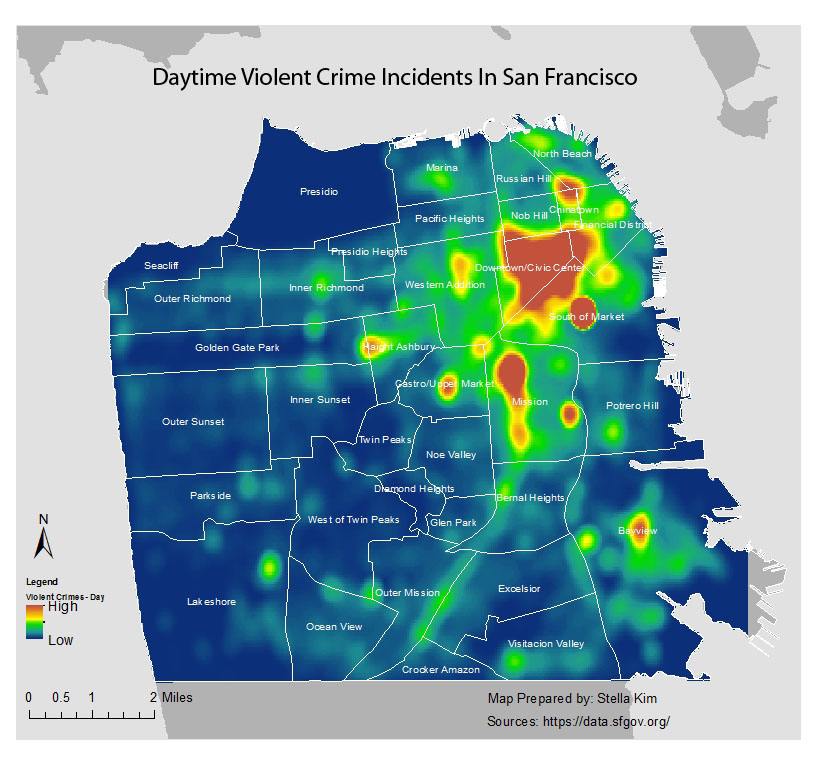 Daytime Violent Crime Incidents In San Francisco
North Beach
Marina
Russian Hill
Presidio
Chinatown
Nob Hill
Pacific Heights
Financial District
Presidio Heights
Seacliff
Downtown/Civic Center
Western Addition
Inner Richmond
Outer Richmond
South of Market
Golden Gate Park
Haight Ashbury
Castro/Upper Market
Inner Sunset
Mission
Potrero Hill
Outer Sunset
Twin Peaks
Noe Valley
Diamond Heights
Parkside
Bernal Heights
West of Twin Peaks
Glen Park
N
Bayview
Legend
Violent Crimes - Day
High
Low
Excelsior
Outer Mission
Lakeshore
Ocean View
Visitacion Valley
Crocker Amazon
0 0.5 1 2 Miles
Map Prepared by: Stella Kim
Sources: https://data.sfgov.org/